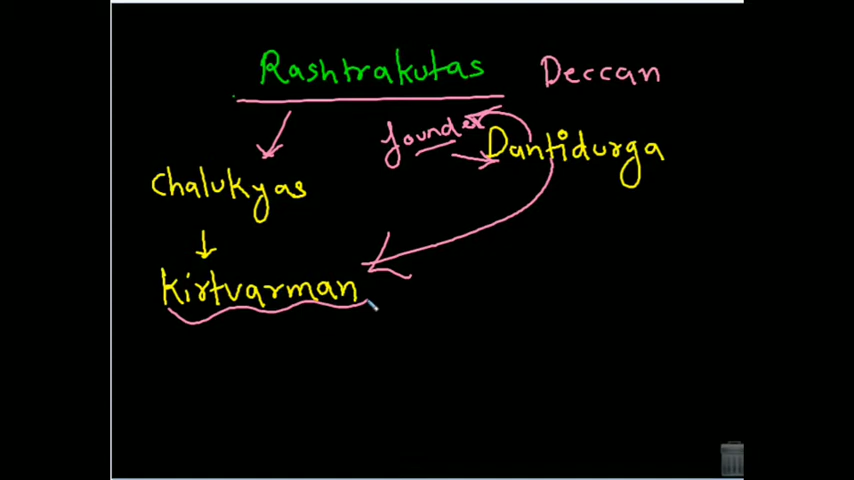 Rashtrakutas Deccan
founder Dantidurga
Chalukyas
Kirtvarman